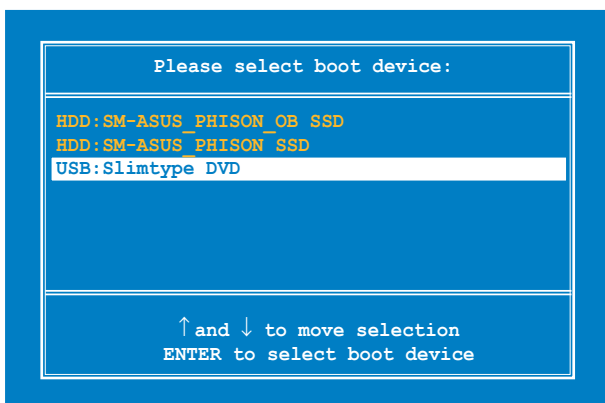 Please select boot device:
HDD:SM-ASUS_PHISON_OB SSD
HDD:SM-ASUS_PHISON SSD
USB:Slimtype DVD
↑and ↓ to move selection
ENTER to select boot device